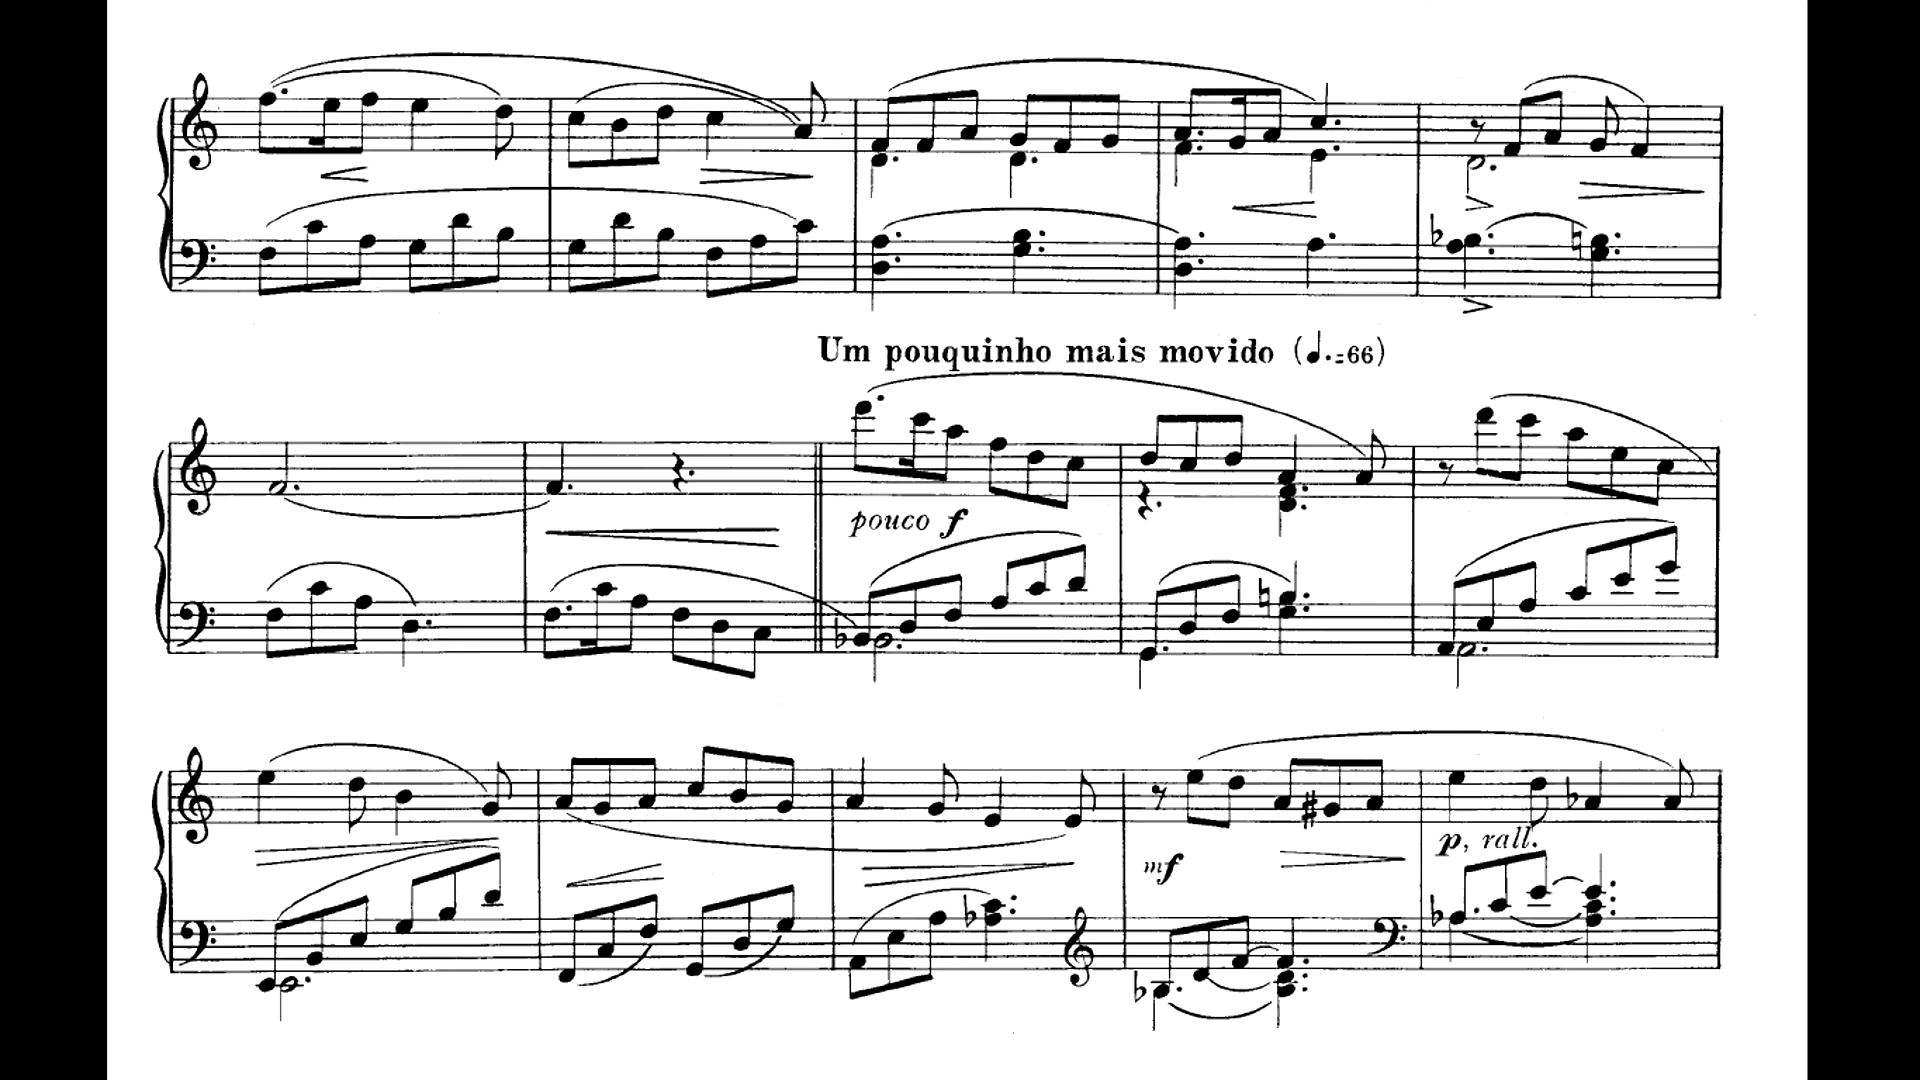 Um pouquinho mais movido (♩.=66)
pouco f
mf
p, rall.